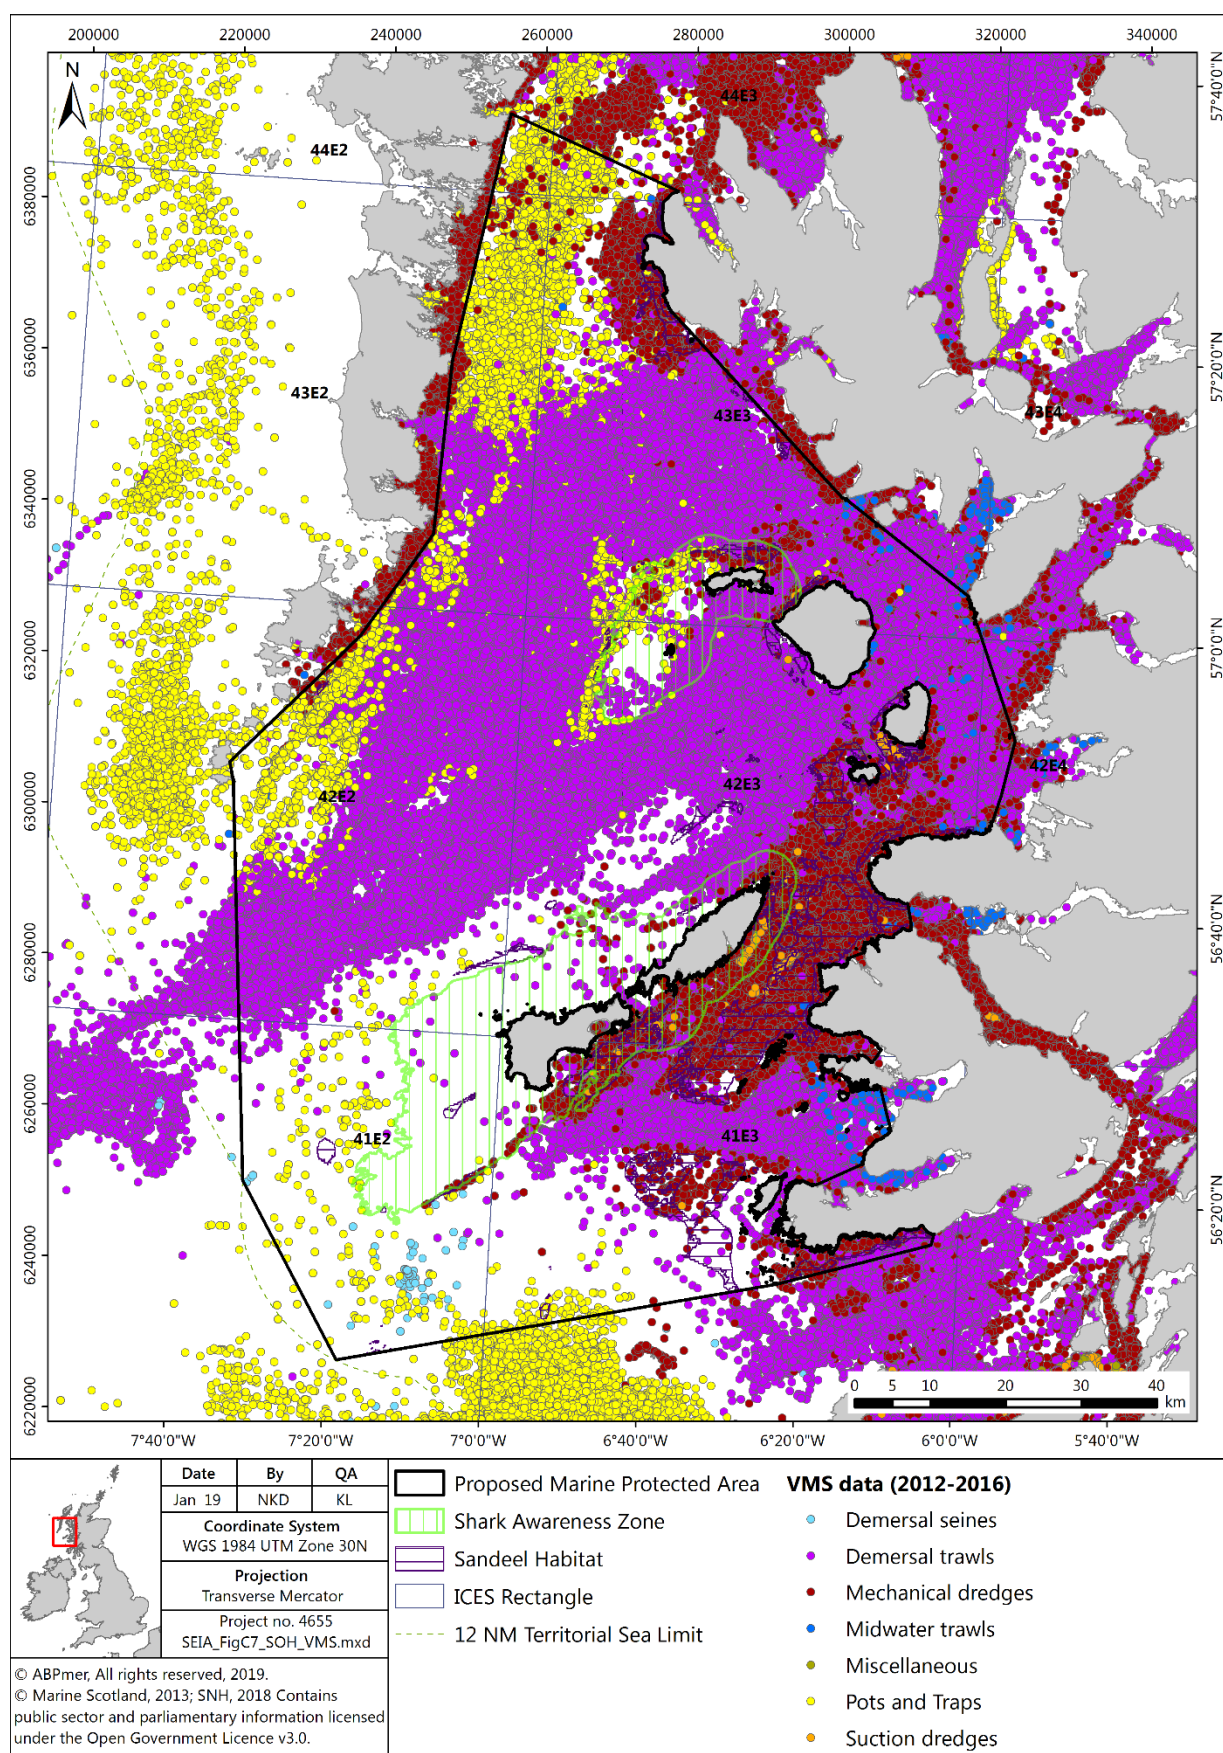 200000 220000 240000 260000 280000 300000 320000 340000
N
57°40'0"N
57°20'0"N
57°0'0"N
56°40'0"N
56°20'0"N
6380000
6360000
6340000
6320000
6300000
6280000
6260000
6240000
6220000
44E3
44E2
43E2
43E3
43E4
42E2
42E3
42E4
41E2
41E3
0 5 10 20 30 40
km
7°40'0"W 7°20'0"W 7°0'0"W 6°40'0"W 6°20'0"W 6°0'0"W 5°40'0"W
Date By QA
Jan 19 NKD KL
Coordinate System
WGS 1984 UTM Zone 30N
Projection
Transverse Mercator
Project no. 4655
SEIA_FigC7_SOH_VMS.mxd
© ABPmer, All rights reserved, 2019.
© Marine Scotland, 2013; SNH, 2018 Contains
public sector and parliamentary information licensed
under the Open Government Licence v3.0.
Proposed Marine Protected Area
Shark Awareness Zone
Sandeel Habitat
ICES Rectangle
12 NM Territorial Sea Limit
VMS data (2012-2016)
Demersal seines
Demersal trawls
Mechanical dredges
Midwater trawls
Miscellaneous
Pots and Traps
Suction dredges